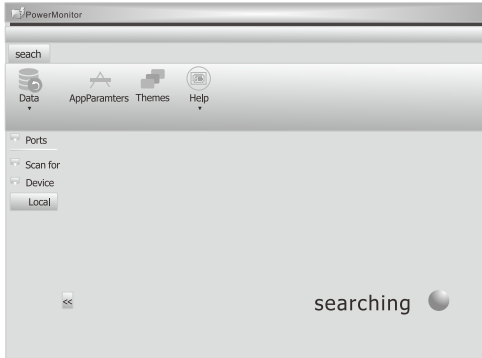 PowerMonitor
seach
Data AppParamters Themes Help
Ports
Scan for
Device
Local
<<
searching